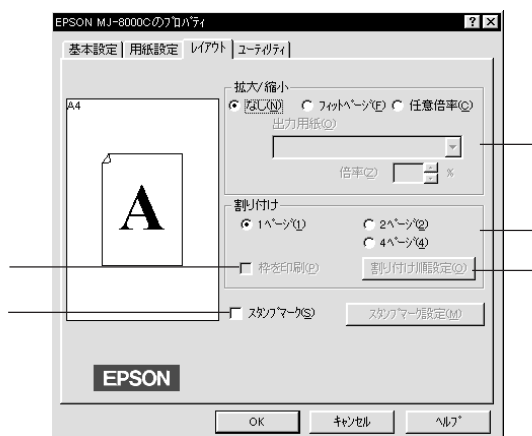 EPSON MJ-8000Cのプロパティ
基本設定 用紙設定 レイアウト ユーティリティ
A4
A
拡大/縮小
なし(N) フィットページ(F) 任意倍率(C)
出力用紙(O)
倍率(Z) %
割り付け
1ページ(1) 2ページ(2)
4ページ(4)
枠を印刷(P) 割り付け順設定(O)
スタンプマーク(S) スタンプマーク設定(M)
EPSON
OK キャンセル ヘルプ